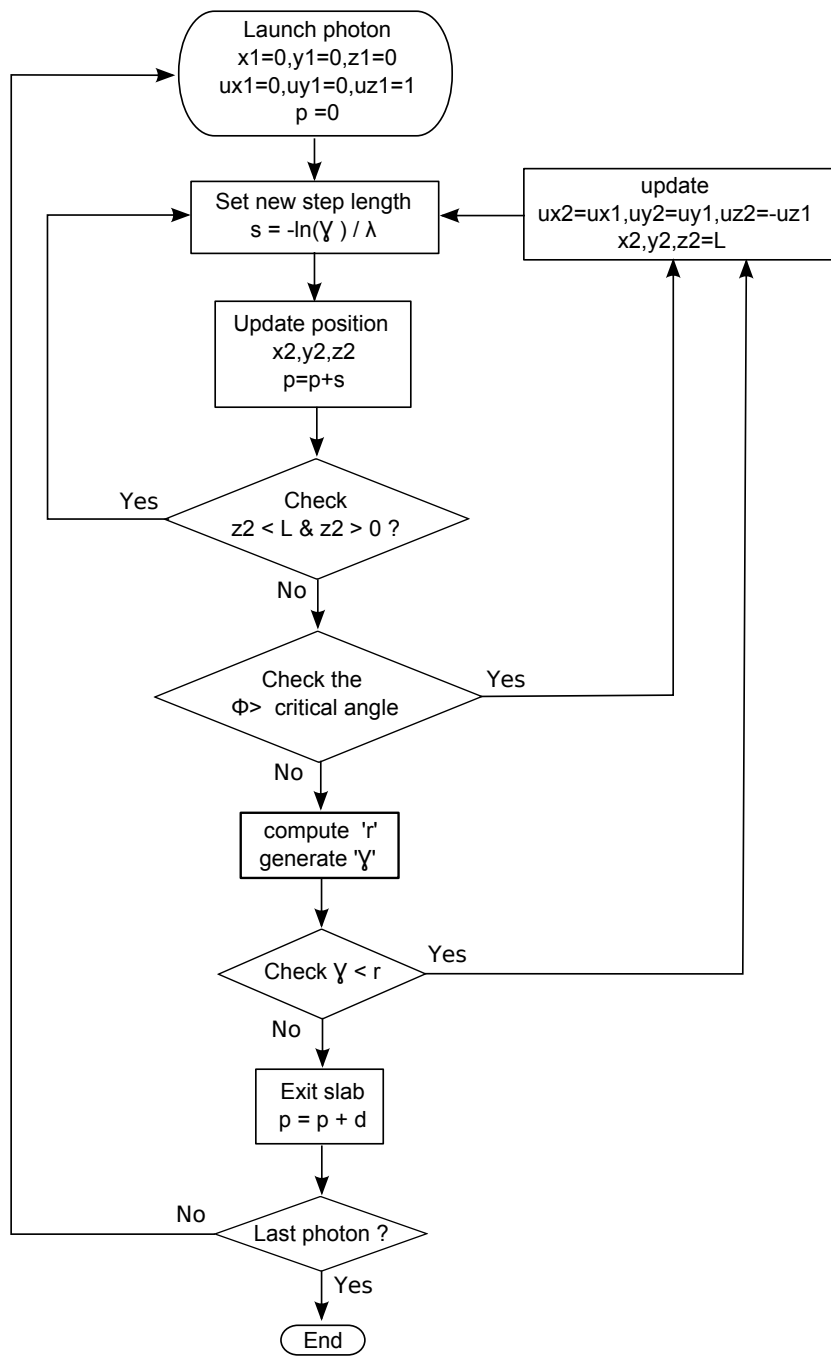 Launch photon
x1=0,y1=0,z1=0
ux1=0,uy1=0,uz1=1
p =0
Set new step length
s = -ln(Ɣ ) / λ
update
ux2=ux1,uy2=uy1,uz2=-uz1
x2,y2,z2=L
Update position
x2,y2,z2
p=p+s
Yes
Check
z2 < L & z2 > 0 ?
No
Check the
Φ> critical angle
Yes
No
compute 'r'
generate 'Ɣ'
Check Ɣ < r
Yes
No
Exit slab
p = p + d
No
Last photon ?
Yes
End